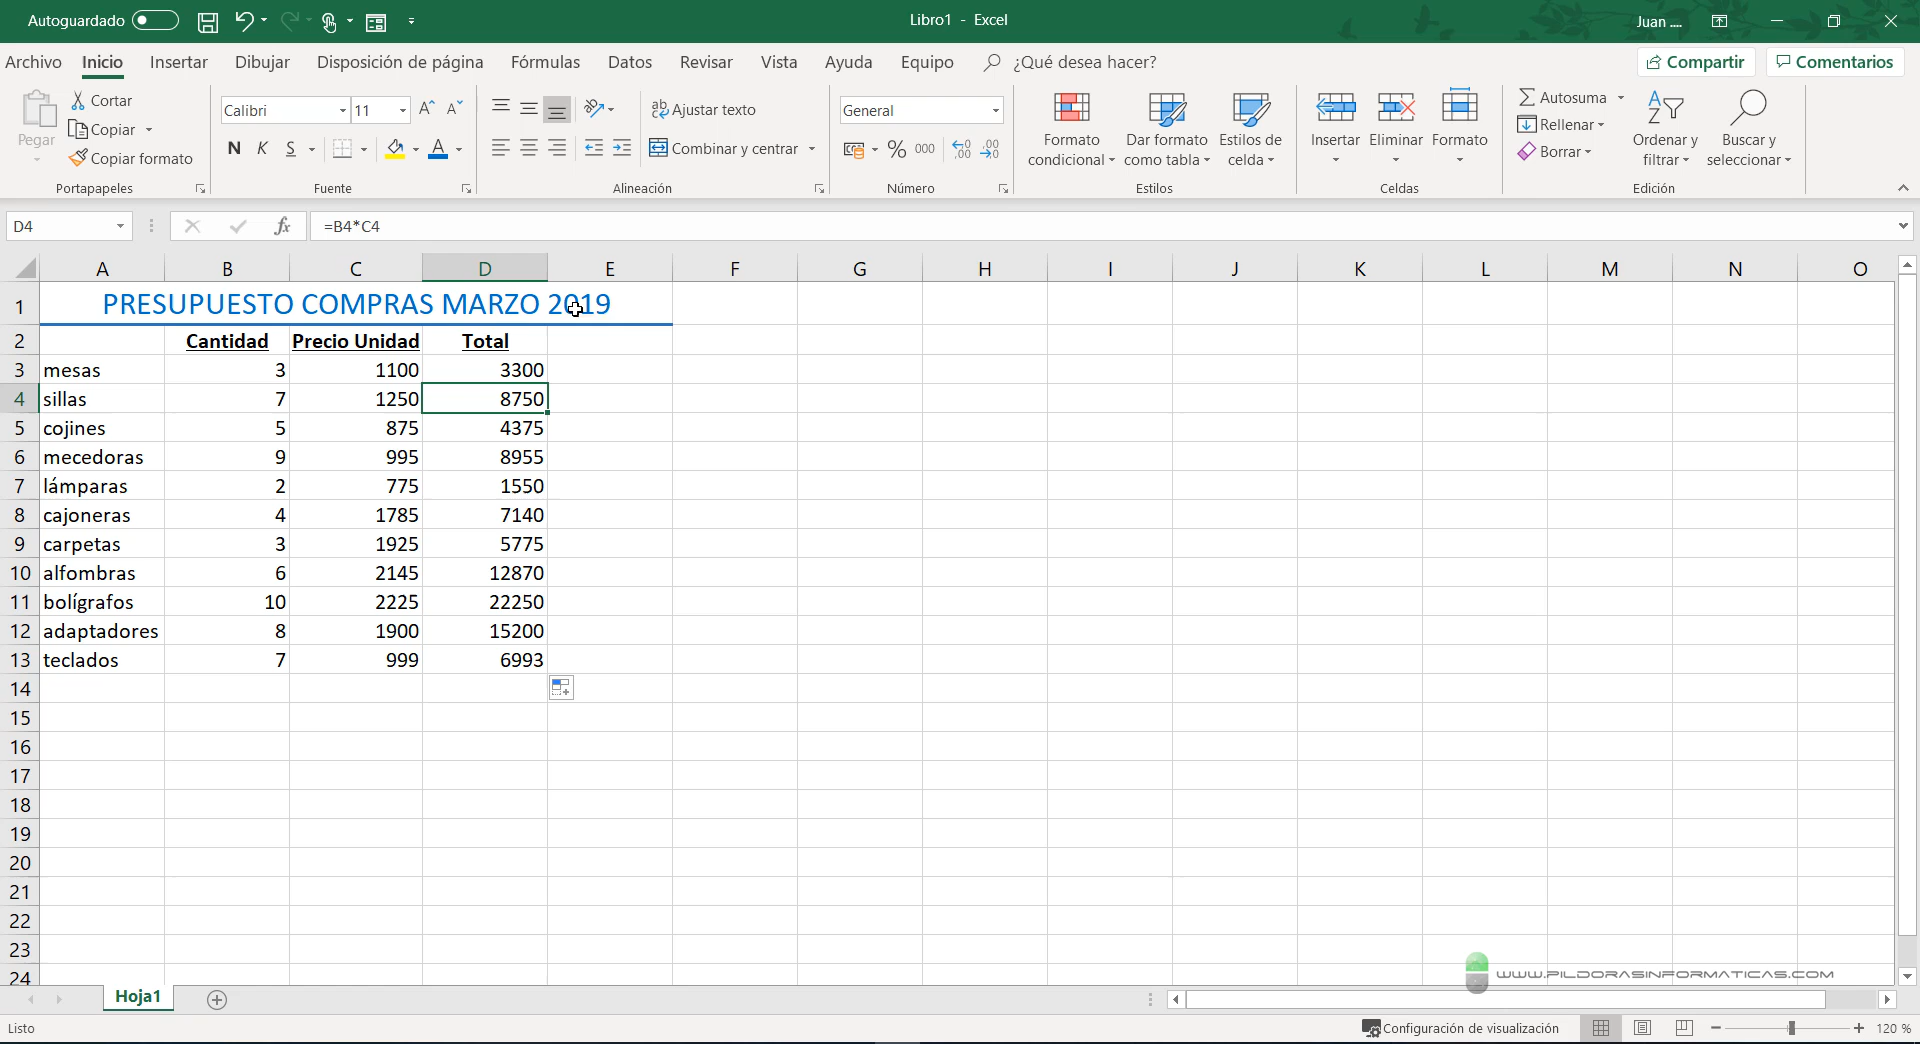 Autoguardado
Libro1 - Excel
Juan ....
Archivo Inicio Insertar Dibujar Disposición de página Fórmulas Datos Revisar Vista Ayuda Equipo ¿Qué desea hacer? Compartir Comentarios
Pegar
Cortar
Copiar
Copiar formato
Portapapeles
Calibri 11
N K S
Fuente
Ajustar texto
Combinar y centrar
Alineación
General
% 000
Número
Formato condicional
Dar formato como tabla
Estilos de celda
Estilos
Insertar Eliminar Formato
Celdas
Autosuma
Rellenar
Borrar
Ordenar y filtrar
Buscar y seleccionar
Edición
D4 fx =B4*C4
A B C D E F G H I J K L M N O
1 PRESUPUESTO COMPRAS MARZO 2019
2 Cantidad Precio Unidad Total
3 mesas 3 1100 3300
4 sillas 7 1250 8750
5 cojines 5 875 4375
6 mecedoras 9 995 8955
7 lámparas 2 775 1550
8 cajoneras 4 1785 7140
9 carpetas 3 1925 5775
10 alfombras 6 2145 12870
11 bolígrafos 10 2225 22250
12 adaptadores 8 1900 15200
13 teclados 7 999 6993
14
15
16
17
18
19
20
21
22
23
24
WWW.PILDORASINFORMATICAS.COM
Hoja1
Listo
Configuración de visualización
120 %